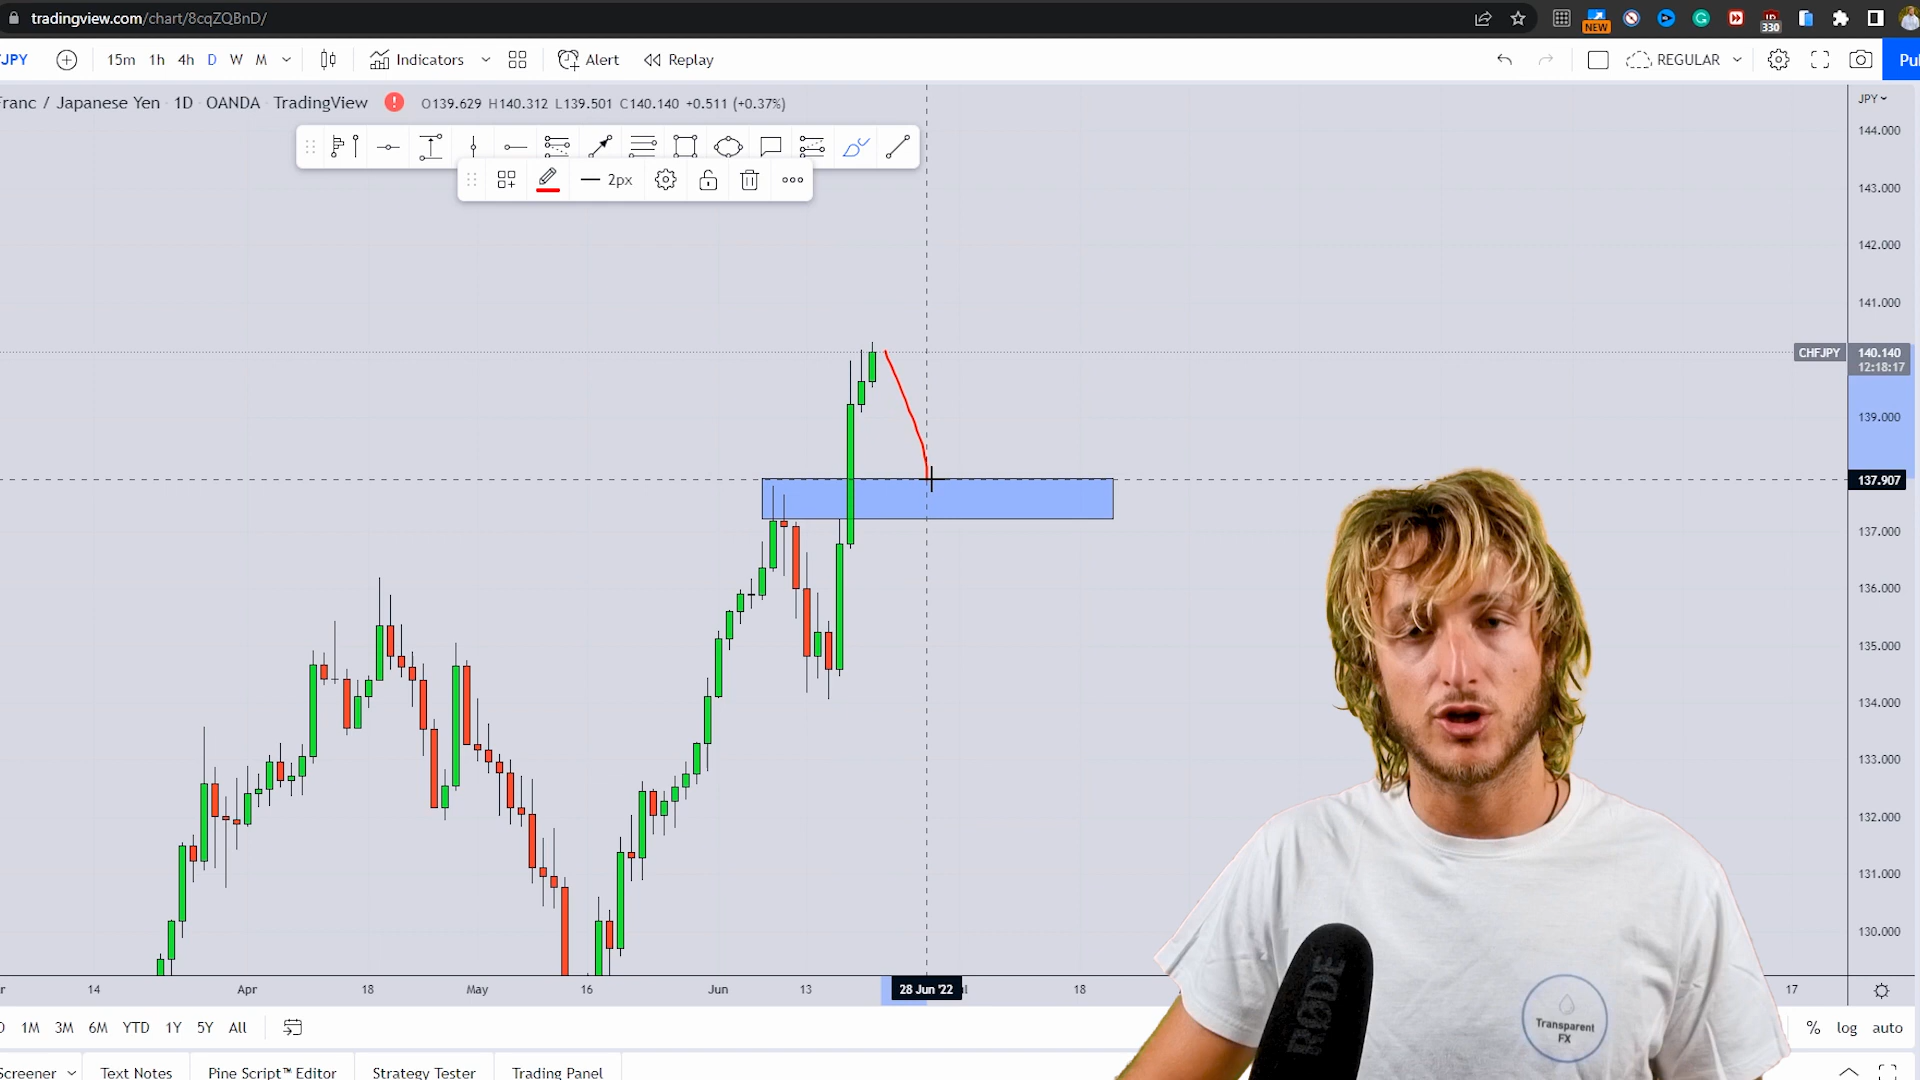 tradingview.com/chart/8cqZQBnD/
NEW
330
JPY
15m
1h
4h
D
W
M
Indicators
Alert
Replay
REGULAR
Franc / Japanese Yen 1D OANDA TradingView
O139.629 H140.312 L139.501 C140.140 +0.511 (+0.37%)
JPY
2px
144.000
143.000
142.000
141.000
CHFJPY
140.140
12:18:17
139.000
137.907
137.000
136.000
135.000
134.000
133.000
132.000
131.000
130.000
14
Apr
18
May
16
Jun
13
28 Jun '22
18
17
1M
3M
6M
YTD
1Y
5Y
All
%
log
auto
Screener
Text Notes
Pine Script™ Editor
Strategy Tester
Trading Panel
RØDE
Transparent
FX